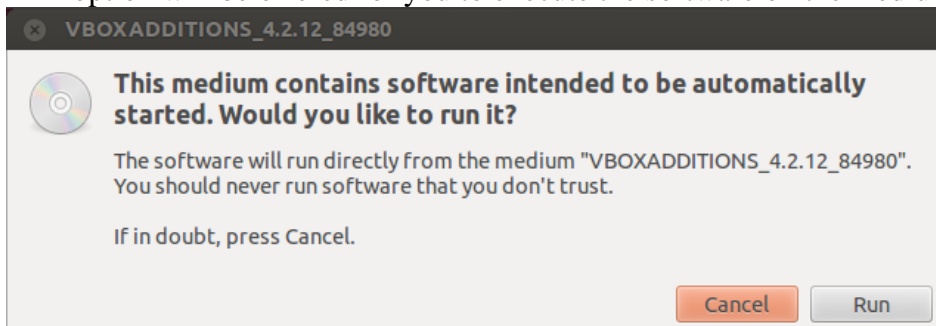 VBOXADDITIONS_4.2.12_84980
This medium contains software intended to be automatically
started. Would you like to run it?
The software will run directly from the medium "VBOXADDITIONS_4.2.12_84980".
You should never run software that you don't trust.
If in doubt, press Cancel.
Cancel Run